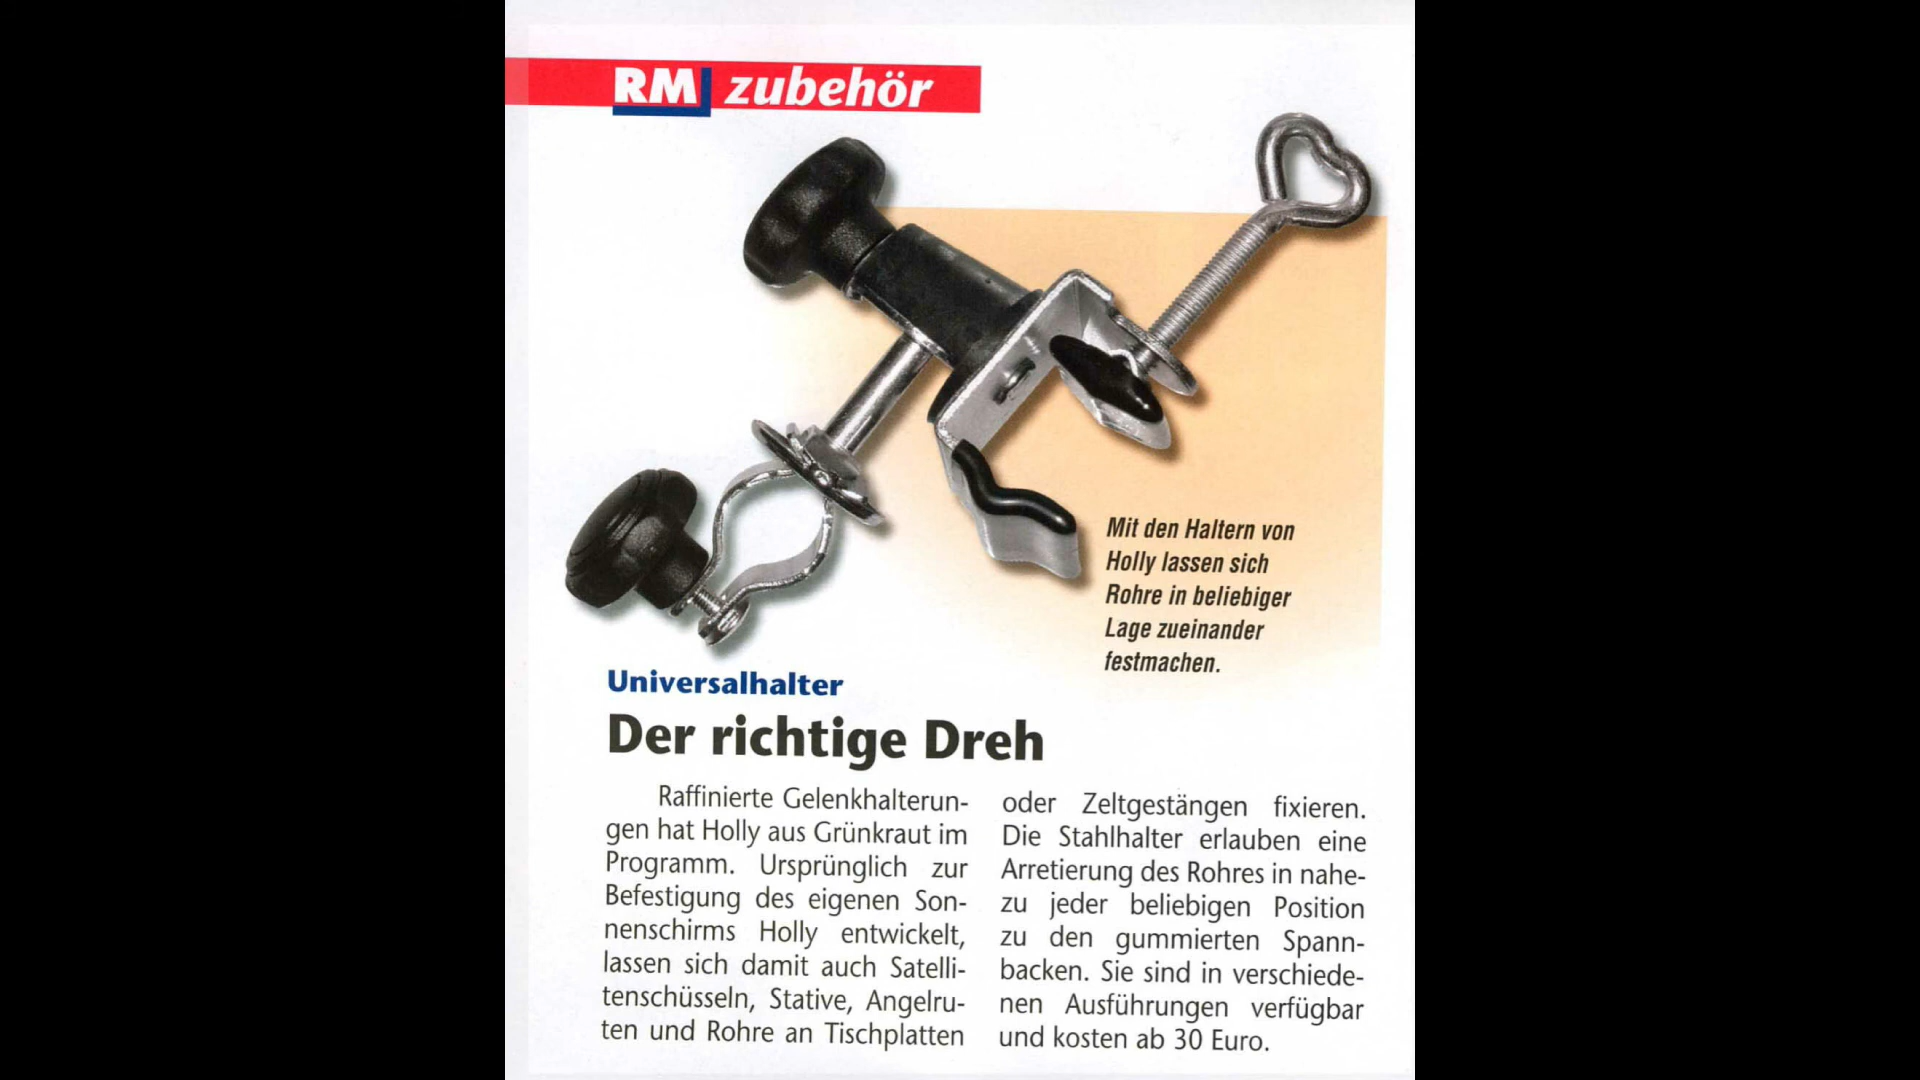 RM zubehör
Mit den Haltern von
Holly lassen sich
Rohre in beliebiger
Lage zueinander
festmachen.
Universalhalter
Der richtige Dreh
Raffinierte Gelenkhalterun-
gen hat Holly aus Grünkraut im
Programm. Ursprünglich zur
Befestigung des eigenen Son-
nenschirms Holly entwickelt,
lassen sich damit auch Satelli-
tenschüsseln, Stative, Angelru-
ten und Rohre an Tischplatten
oder Zeltgestängen fixieren.
Die Stahlhalter erlauben eine
Arretierung des Rohres in nahe-
zu jeder beliebigen Position
zu den gummierten Spann-
backen. Sie sind in verschiede-
nen Ausführungen verfügbar
und kosten ab 30 Euro.